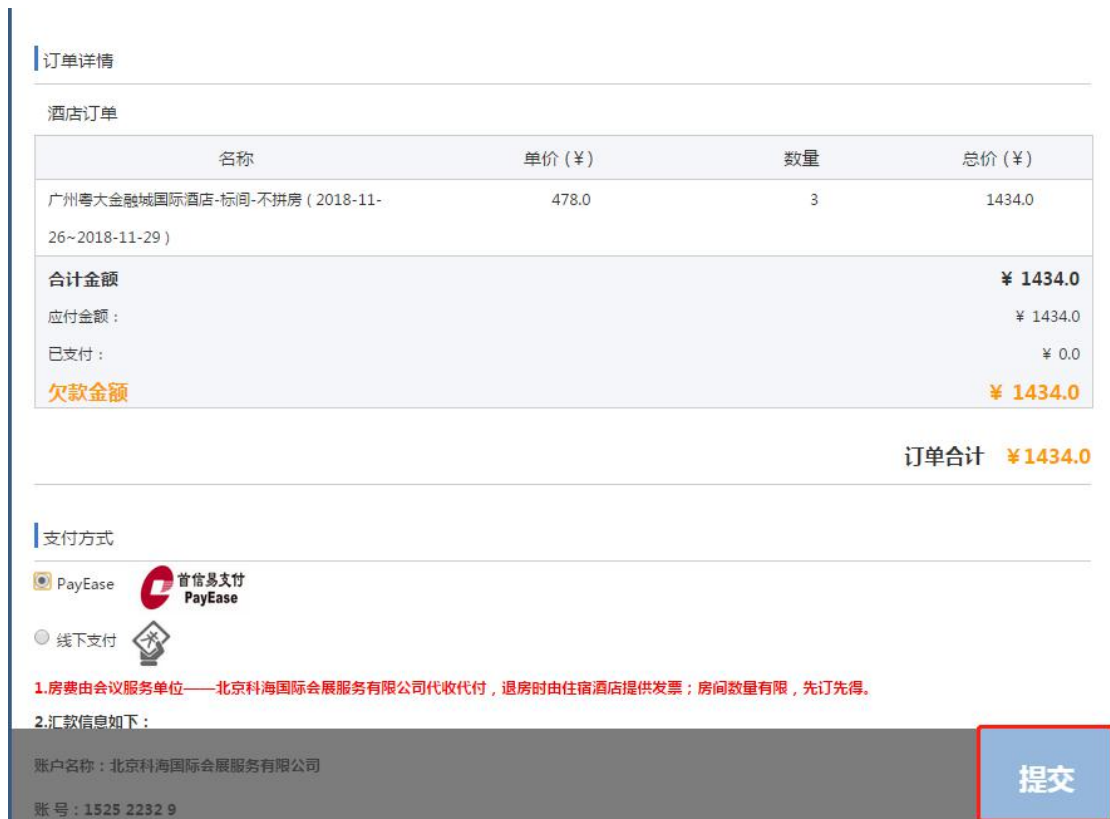 订单详情
酒店订单
名称 单价 (¥) 数量 总价 (¥)
广州粤大金融城国际酒店-标间-不拼房 ( 2018-11- 478.0 3 1434.0
26~2018-11-29 )
合计金额 ¥ 1434.0
应付金额： ¥ 1434.0
已支付： ¥ 0.0
欠款金额 ¥ 1434.0
订单合计 ¥1434.0
支付方式
PayEase 首信易支付
PayEase
线下支付
1.房费由会议服务单位——北京科海国际会展服务有限公司代收代付，退房时由住宿酒店提供发票；房间数量有限，先订先得。
2.汇款信息如下：
账户名称：北京科海国际会展服务有限公司
提交
账 号：1525 2232 9